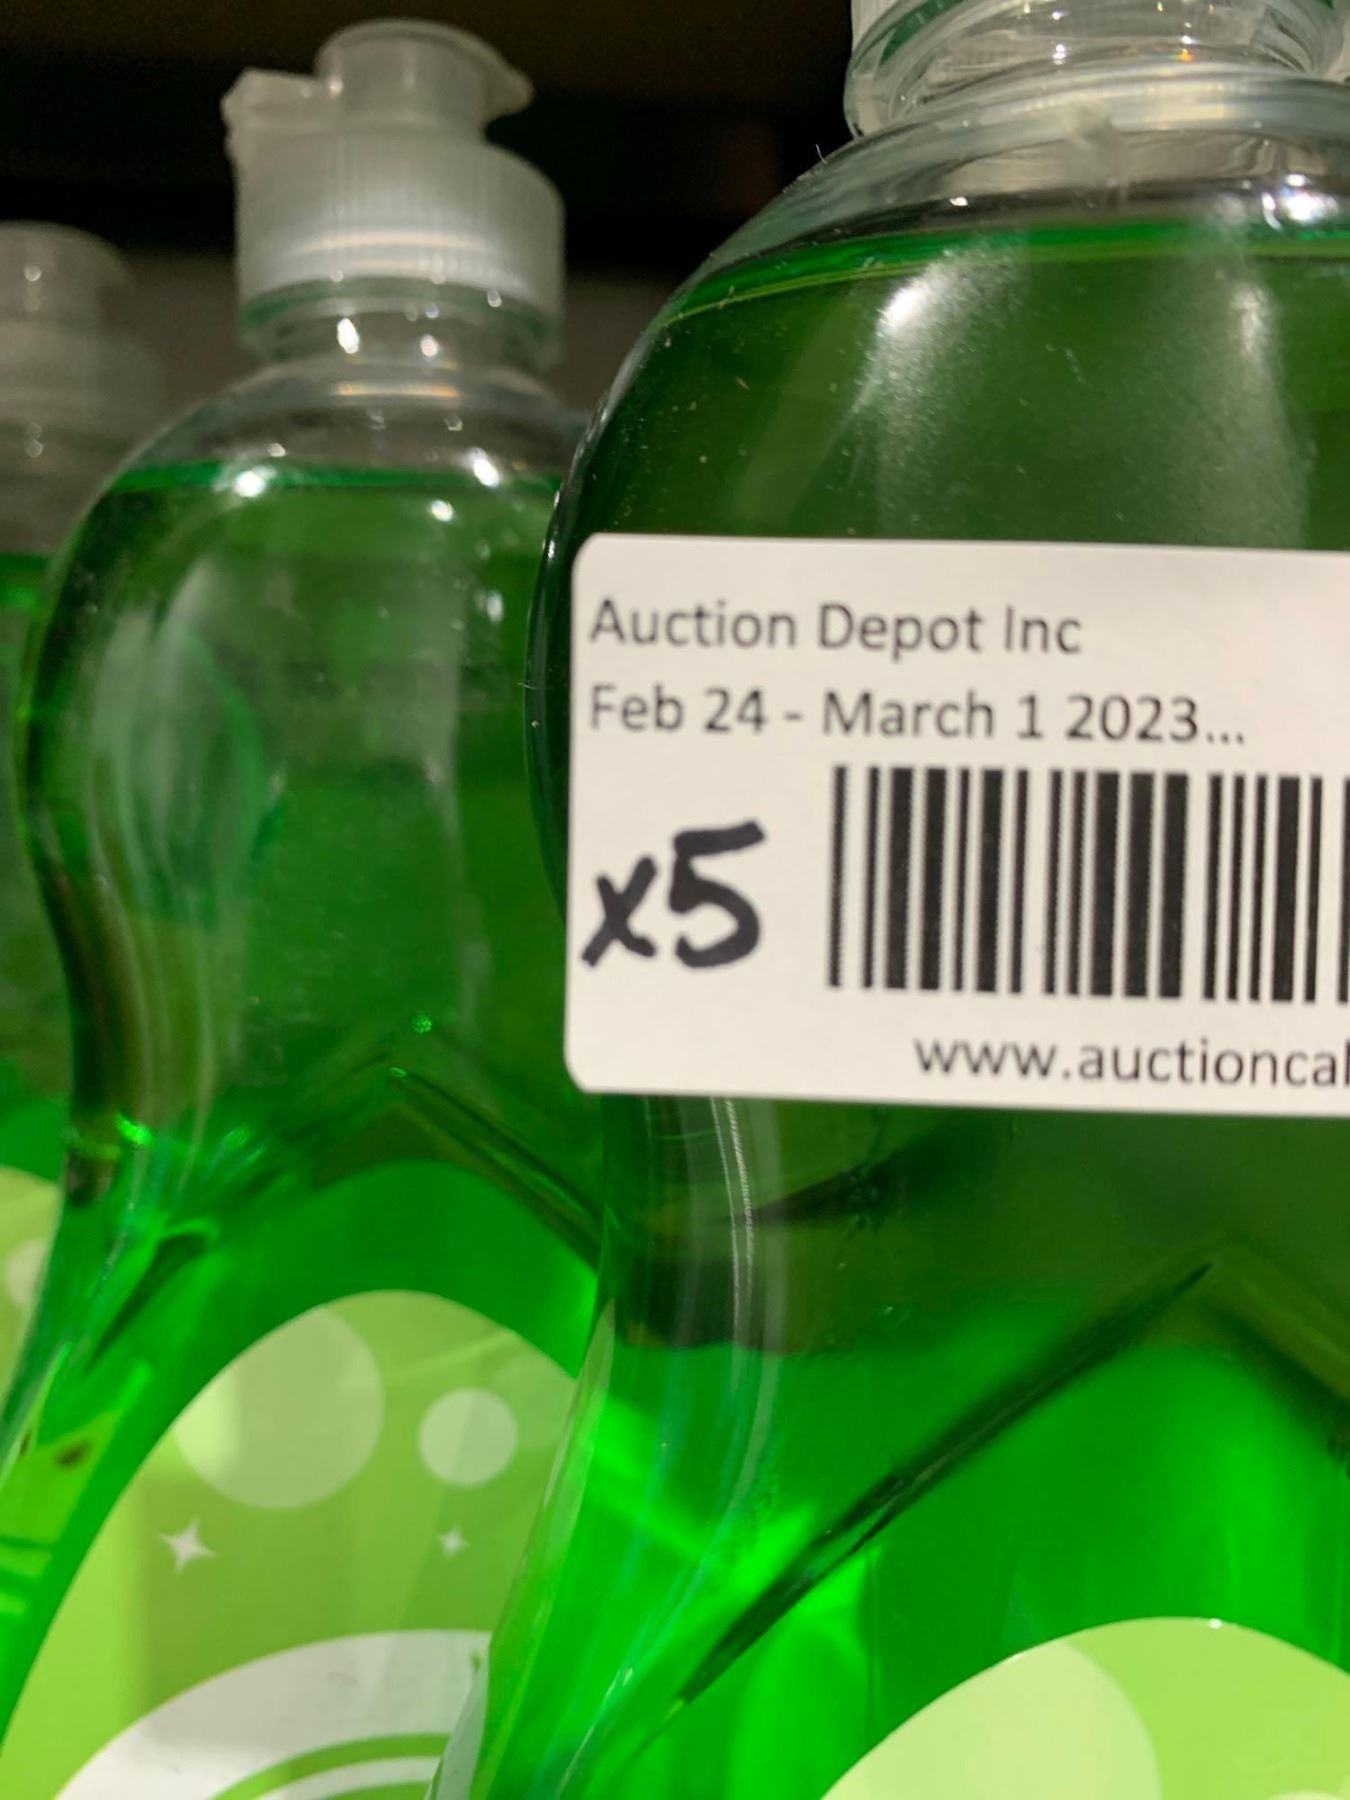 Auction Depot Inc
Feb 24 - March 1 2023...
x5
www.auctioncal